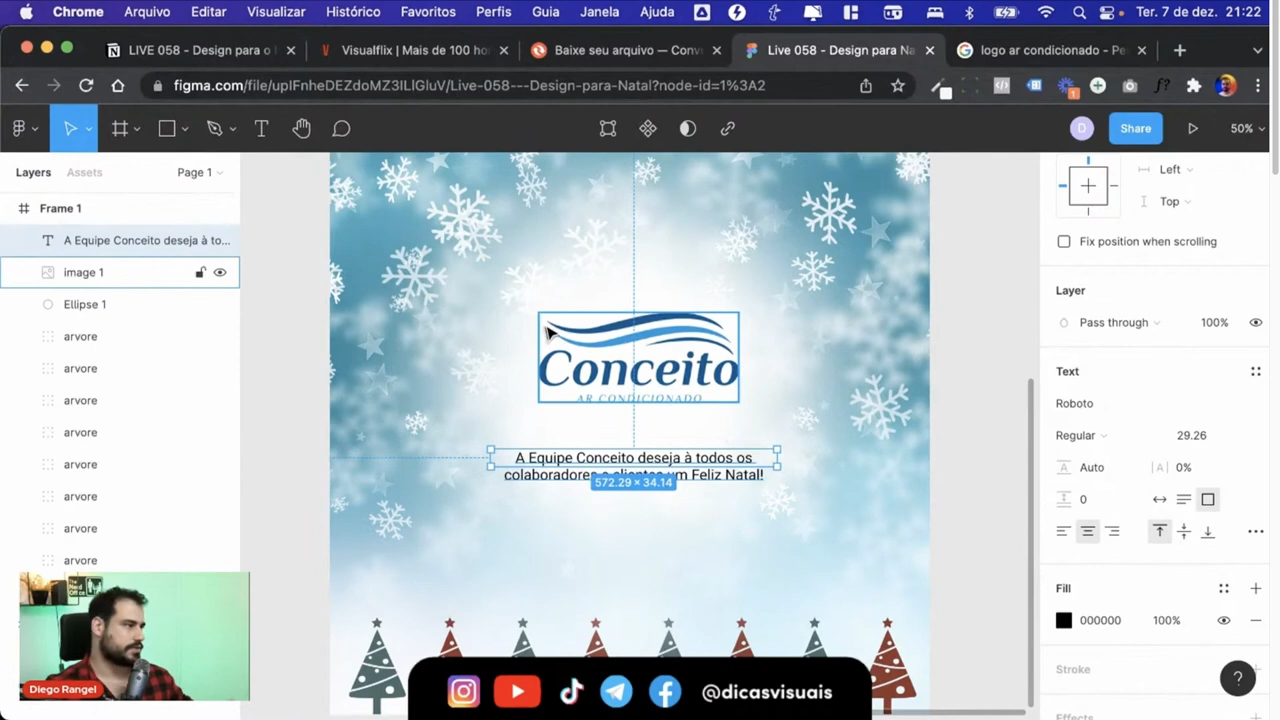 Chrome Arquivo Editar Visualizar Histórico Favoritos Perfis Guia Janela Ajuda Ter. 7 de dez. 21:22
LIVE 058 - Design para o
Visualflix | Mais de 100 ho
Baixe seu arquivo — Conv
Live 058 - Design para Na
logo ar condicionado - Pe
figma.com/file/upIFnheDEZdoMZ3ILlGluV/Live-058---Design-para-Natal?node-id=1%3A2
D
Share
50%
Layers Assets Page 1
Frame 1
A Equipe Conceito deseja à to...
image 1
Ellipse 1
arvore
arvore
arvore
arvore
arvore
arvore
arvore
arvore
Conceito
AR CONDICIONADO
A Equipe Conceito deseja à todos os
colaboradores e clientes um Feliz Natal!
572.29 × 34.14
Left
Top
Fix position when scrolling
Layer
Pass through 100%
Text
Roboto
Regular 29.26
Auto 0%
0
Fill
000000 100%
Stroke
Effects
?
Diego Rangel
@dicasvisuais